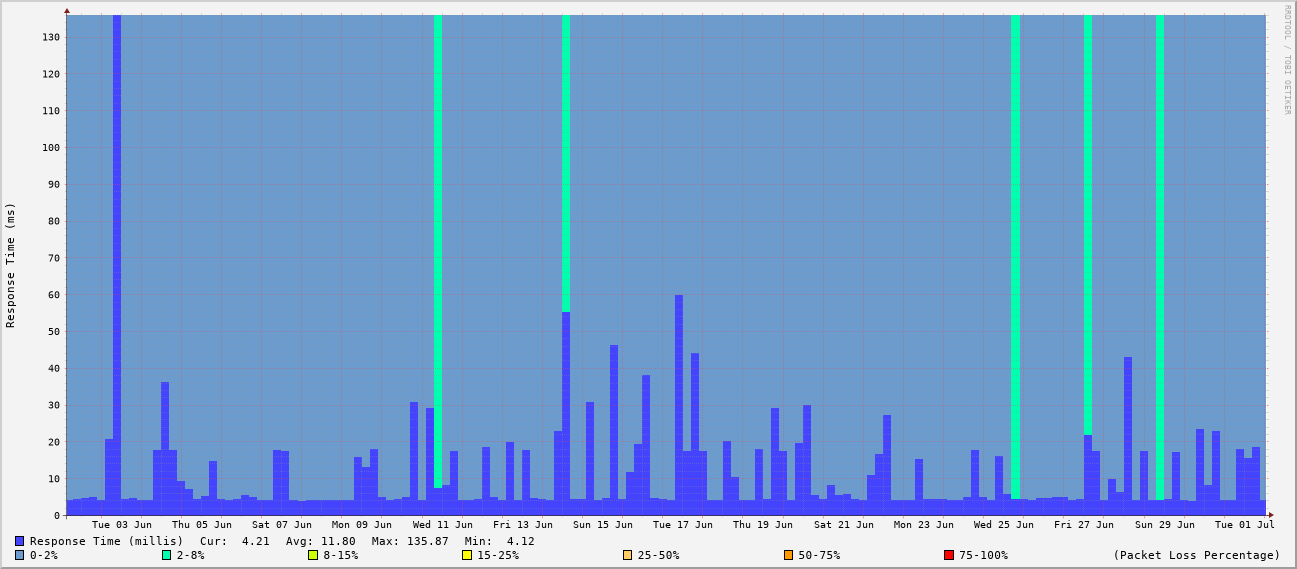 RRDTOOL / TOBI OETIKER
Response Time (ms)
130
120
110
100
90
80
70
60
50
40
30
20
10
0
Tue 03 Jun Thu 05 Jun Sat 07 Jun Mon 09 Jun Wed 11 Jun Fri 13 Jun Sun 15 Jun Tue 17 Jun Thu 19 Jun Sat 21 Jun Mon 23 Jun Wed 25 Jun Fri 27 Jun Sun 29 Jun Tue 01 Jul
Response Time (millis) Cur: 4.21 Avg: 11.80 Max: 135.87 Min: 4.12
0-2% 2-8% 8-15% 15-25% 25-50% 50-75% 75-100% (Packet Loss Percentage)